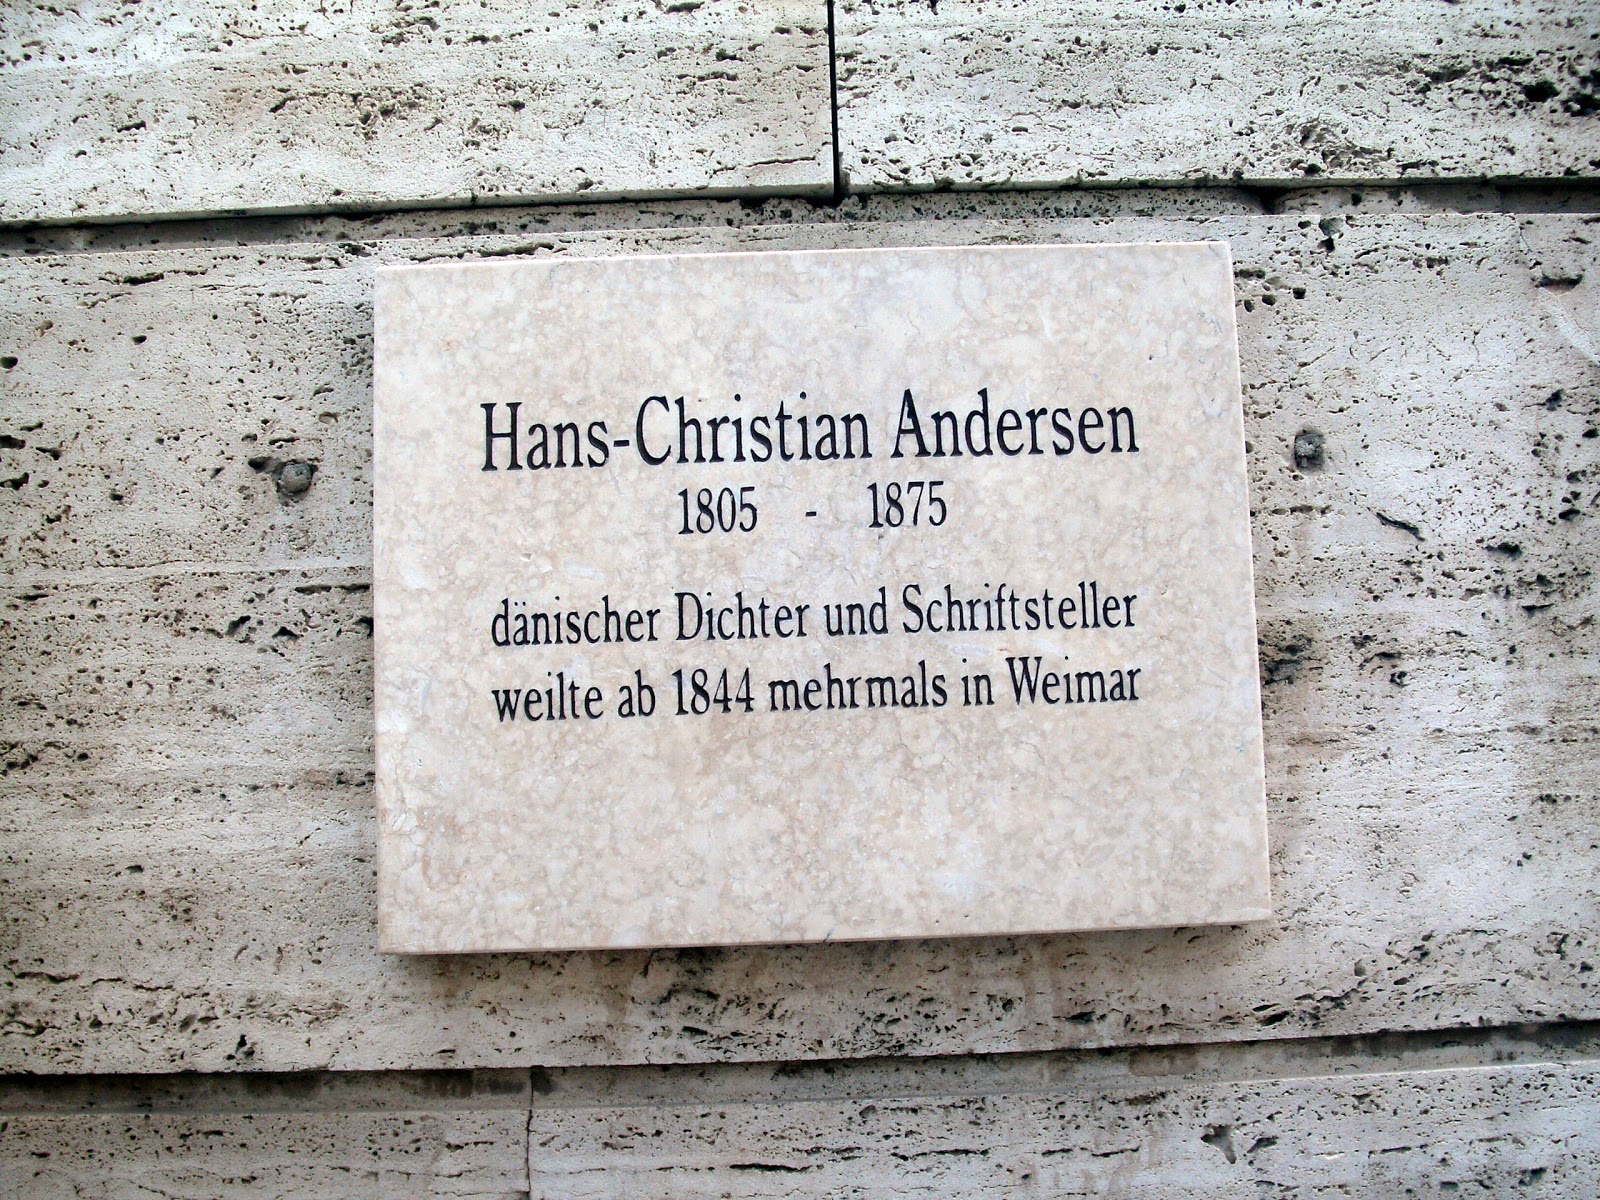 Hans-Christian Andersen
1805 - 1875
dänischer Dichter und Schriftsteller
weilte ab 1844 mehrmals in Weimar